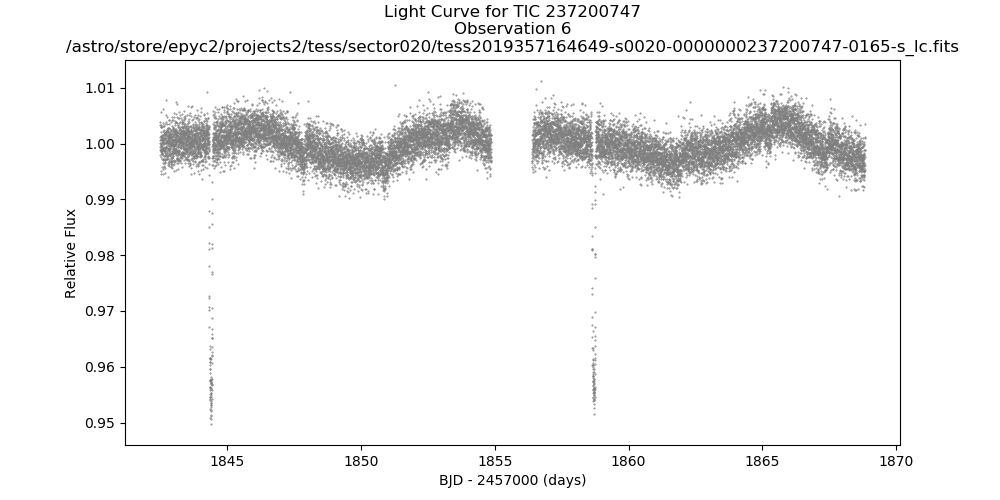 Light Curve for TIC 237200747
Observation 6
/astro/store/epyc2/projects2/tess/sector020/tess2019357164649-s0020-0000000237200747-0165-s_lc.fits
1.01
1.00
0.99
0.98
0.97
0.96
0.95
Relative Flux
1845
1850
1855
1860
1865
1870
BJD - 2457000 (days)